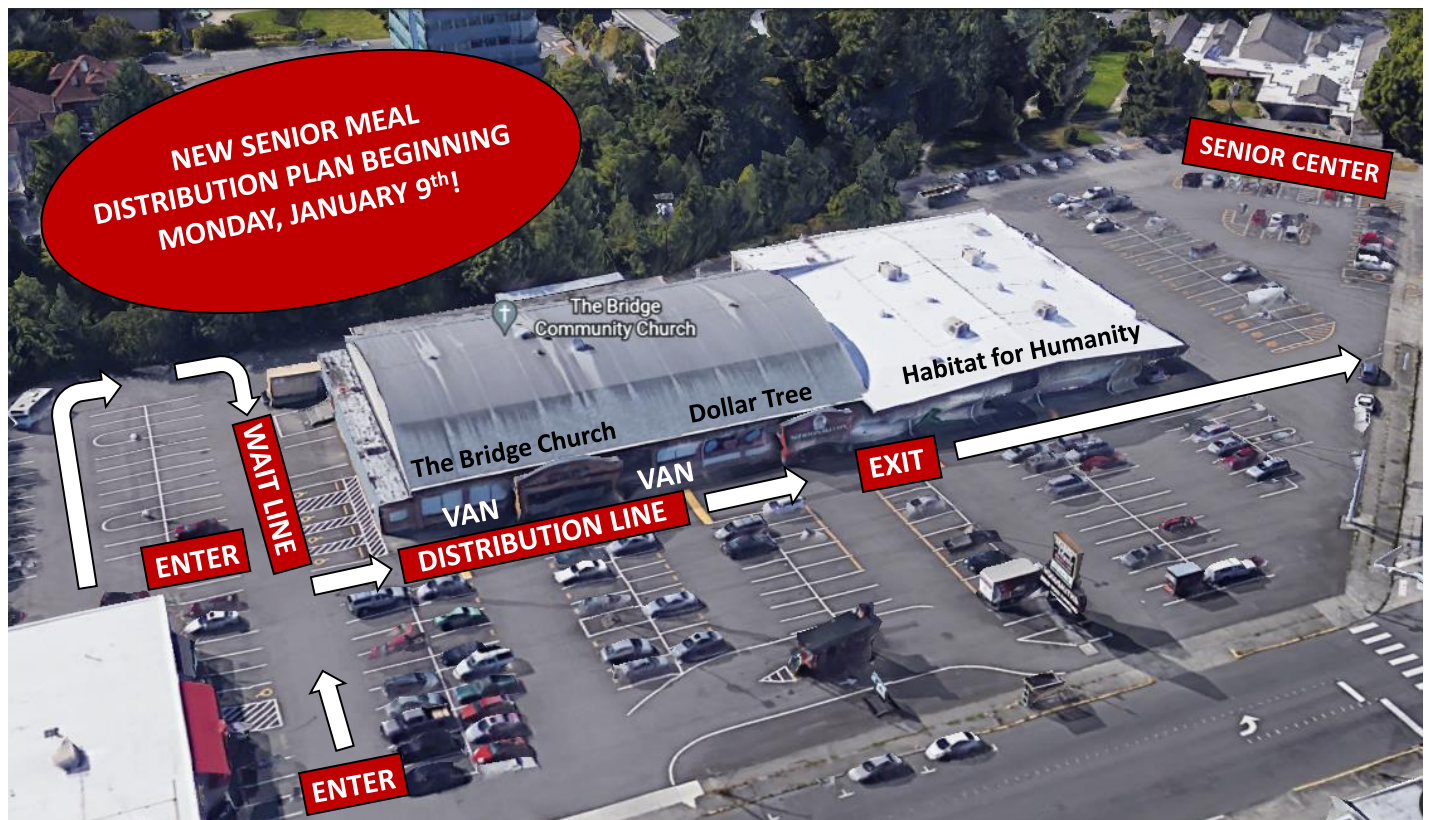 NEW SENIOR MEAL
DISTRIBUTION PLAN BEGINNING
MONDAY, JANUARY 9th!
SENIOR CENTER
The Bridge
Community Church
Habitat for Humanity
Dollar Tree
The Bridge Church
WAIT LINE
EXIT
VAN
VAN
DISTRIBUTION LINE
ENTER
ENTER